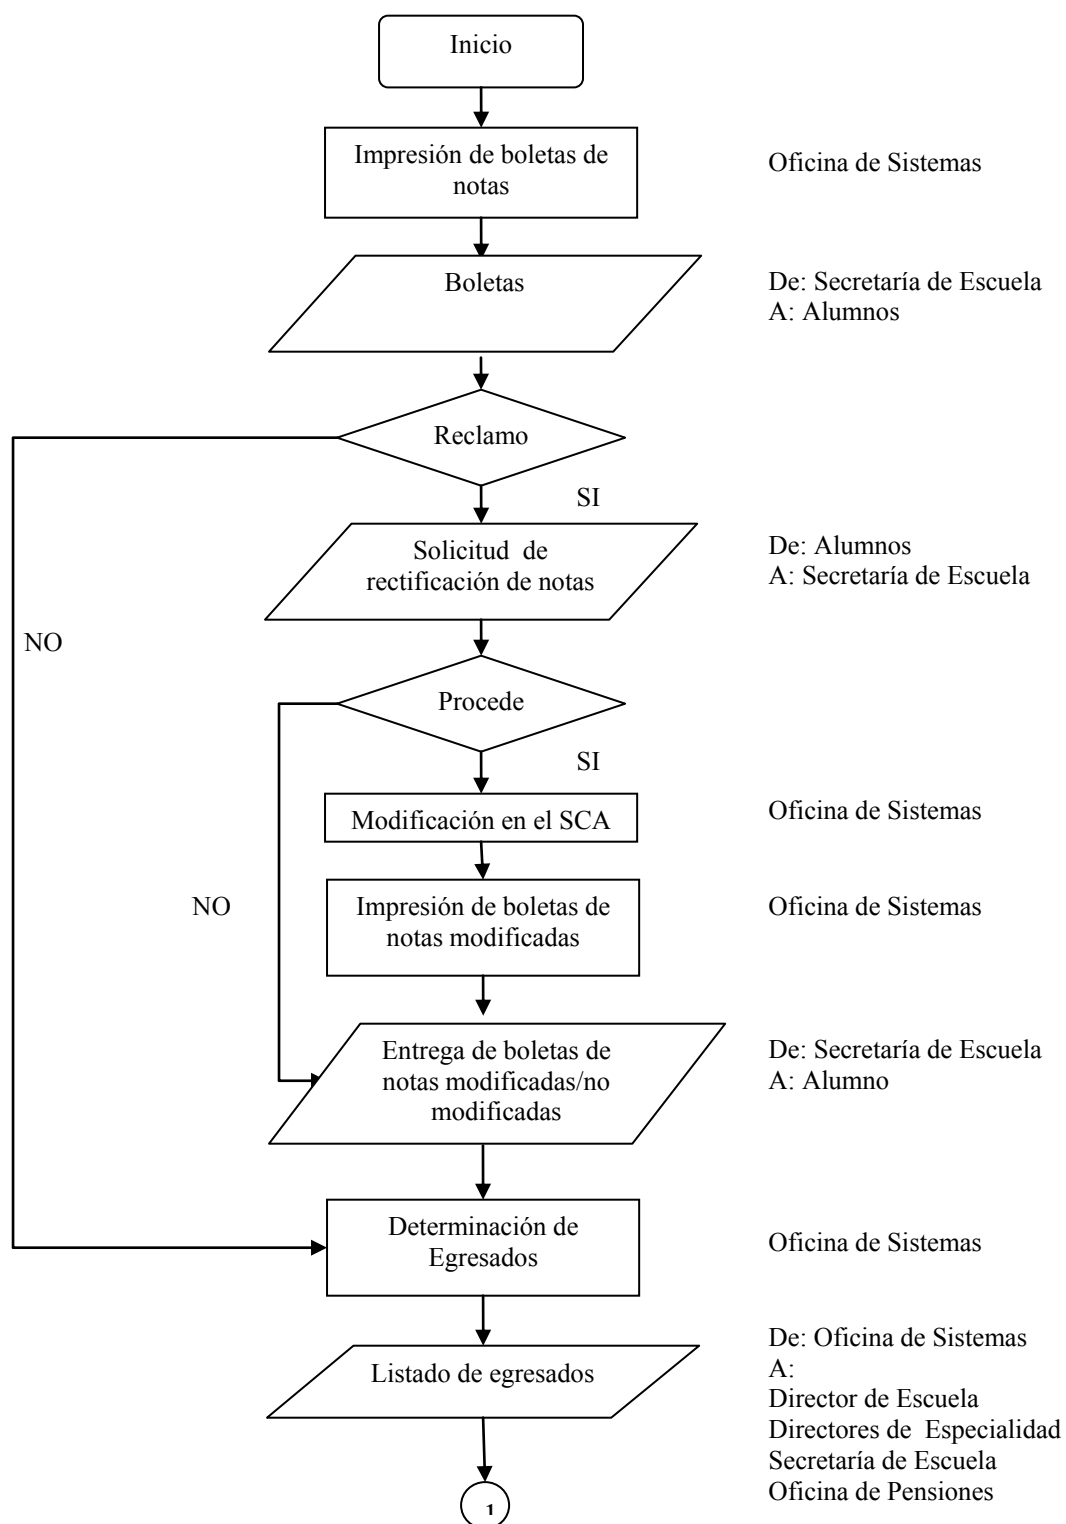 Inicio
Impresión de boletas de
notas
Oficina de Sistemas
Boletas
De: Secretaría de Escuela
A: Alumnos
Reclamo
SI
Solicitud  de
rectificación de notas
De: Alumnos
A: Secretaría de Escuela
NO
Procede
SI
Modificación en el SCA
Oficina de Sistemas
NO
Impresión de boletas de
notas modificadas
Oficina de Sistemas
Entrega de boletas de
notas modificadas/no
modificadas
De: Secretaría de Escuela
A: Alumno
Determinación de
Egresados
Oficina de Sistemas
Listado de egresados
De: Oficina de Sistemas
A:
Director de Escuela
Directores de  Especialidad
Secretaría de Escuela
Oficina de Pensiones
1